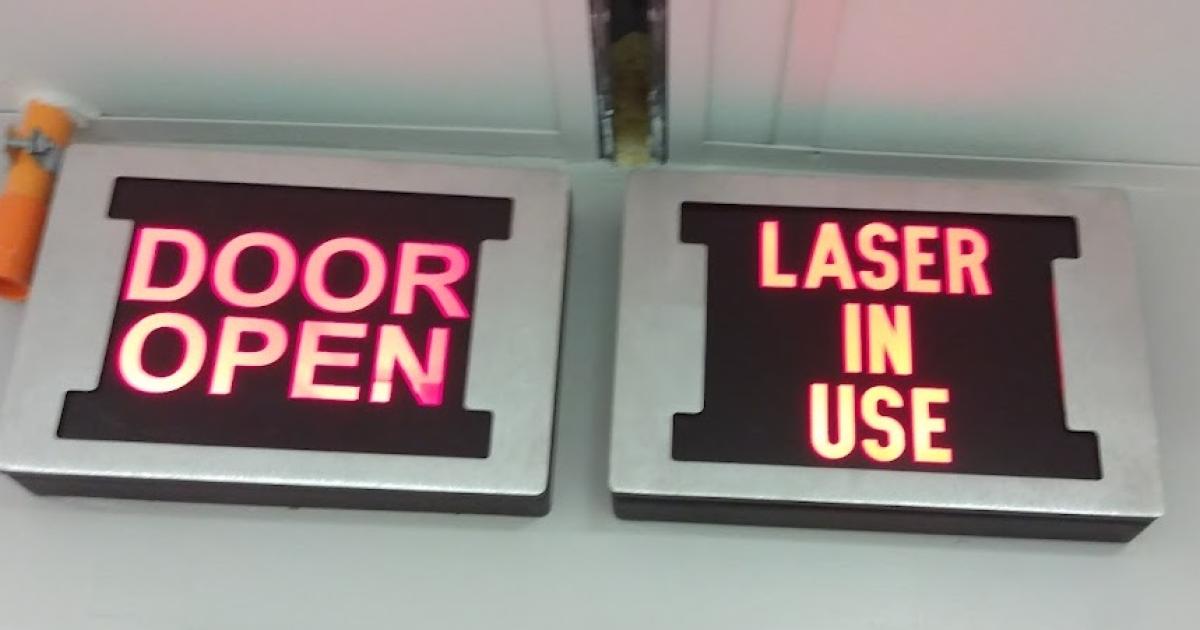 DOOR
OPEN
LASER
IN
USE